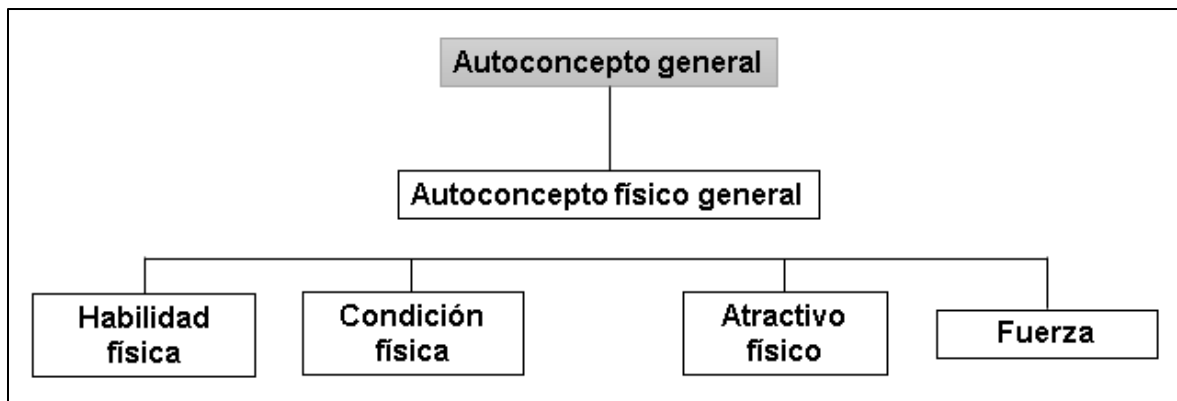 Autoconcepto general
Autoconcepto físico general
Habilidad
física
Condición
física
Atractivo
físico
Fuerza